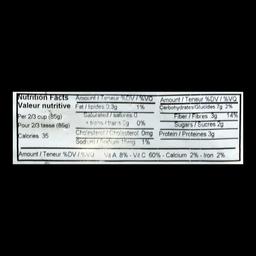 Nutrition Facts
Valeur nutritive
Per 2/3 cup (85g)
Pour 2/3 tasse (85g)
Calories 35
Amount / Teneur %DV / %VQ
Fat / lipides 0.3g 1%
Saturated / saturés 0
+ trans / trans 0g 0%
Cholesterol / Cholesterol 0mg
Sodium / Sodium 15mg 1%
Amount / Teneur %DV / %VQ
Carbohydrates/Glucides 7g 2%
Fiber / Fibres 3g 14%
Sugars / Sucres 2g
Protein / Proteines 3g
Amount / Teneur %DV / %VQ Vit A 8% - Vit C 60% - Calcium 2% - Iron 2%